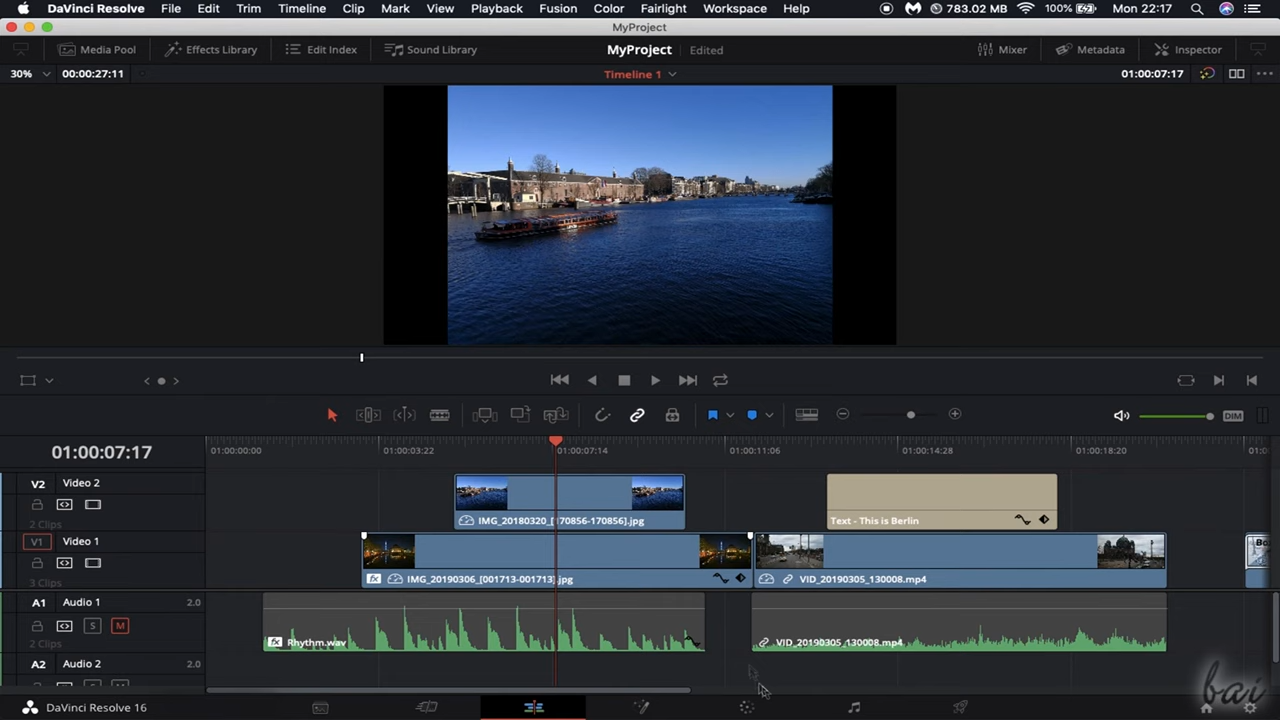 DaVinci Resolve File Edit Trim Timeline Clip Mark View Playback Fusion Color Fairlight Workspace Help 783.02 MB 100% Mon 22:17
MyProject
Media Pool Effects Library Edit Index Sound Library MyProject Edited Mixer Metadata Inspector
30% 00:00:27:11 Timeline 1 01:00:07:17
DIM
01:00:07:17 01:00:00:00 01:00:03:22 01:00:07:14 01:00:11:06 01:00:14:28 01:00:18:20
V2 Video 2
2 Clips IMG_20180320_[170856-170856].jpg Text - This is Berlin
V1 Video 1
3 Clips IMG_20190306_[001713-001713].jpg VID_20190305_130008.mp4
A1 Audio 1 2.0
S M
2 Clips Rhythm.wav VID_20190305_130008.mp4
A2 Audio 2 2.0
DaVinci Resolve 16
bai